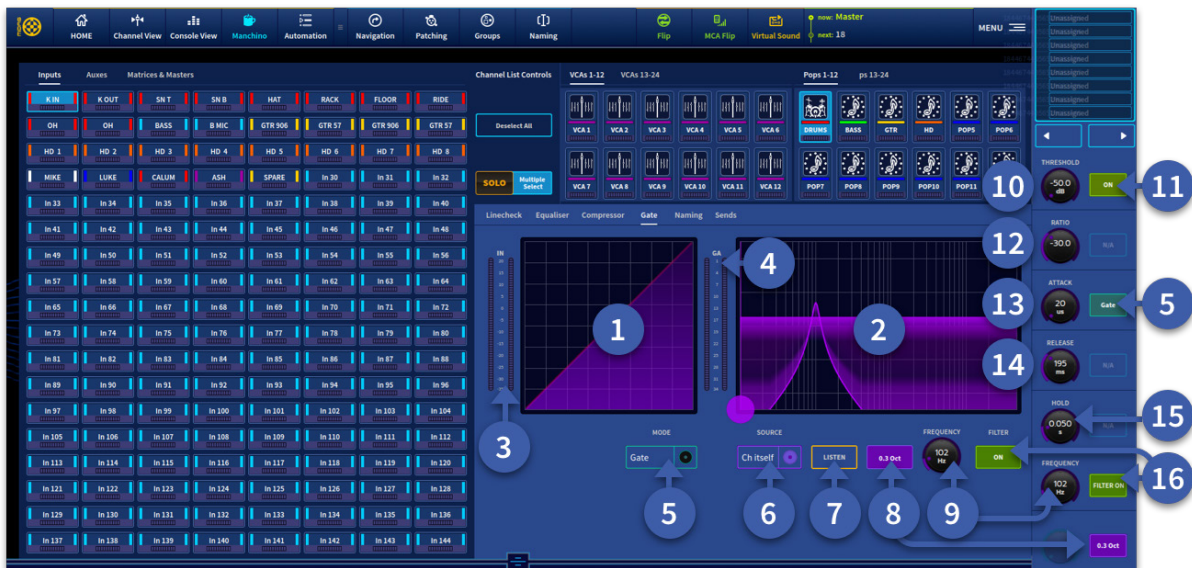 HOME
Channel View
Console View
Manchino
Automation
Navigation
Patching
Groups
Naming
Flip
MCA Flip
Virtual Sound
now: Master
next: 18
MENU
Unassigned
Unassigned
Unassigned
Unassigned
Unassigned
Unassigned
Unassigned
Inputs Auxes Matrices & Masters
K IN K OUT SN T SN B HAT RACK FLOOR RIDE
OH OH BASS B MIC GTR 906 GTR 57 GTR 906 GTR 57
HD 1 HD 2 HD 3 HD 4 HD 5 HD 6 HD 7 HD 8
MIKE LUKE CALUM ASH SPARE In 30 In 31 In 32
In 33 In 34 In 35 In 36 In 37 In 38 In 39 In 40
In 41 In 42 In 43 In 44 In 45 In 46 In 47 In 48
In 49 In 50 In 51 In 52 In 53 In 54 In 55 In 56
In 57 In 58 In 59 In 60 In 61 In 62 In 63 In 64
In 65 In 66 In 67 In 68 In 69 In 70 In 71 In 72
In 73 In 74 In 75 In 76 In 77 In 78 In 79 In 80
In 81 In 82 In 83 In 84 In 85 In 86 In 87 In 88
In 89 In 90 In 91 In 92 In 93 In 94 In 95 In 96
In 97 In 98 In 99 In 100 In 101 In 102 In 103 In 104
In 105 In 106 In 107 In 108 In 109 In 110 In 111 In 112
In 113 In 114 In 115 In 116 In 117 In 118 In 119 In 120
In 121 In 122 In 123 In 124 In 125 In 126 In 127 In 128
In 129 In 130 In 131 In 132 In 133 In 134 In 135 In 136
In 137 In 138 In 139 In 140 In 141 In 142 In 143 In 144
Channel List Controls
Deselect All
SOLO
Multiple
Select
VCAs 1-12 VCAs 13-24
VCA 1 VCA 2 VCA 3 VCA 4 VCA 5 VCA 6
VCA 7 VCA 8 VCA 9 VCA 10 VCA 11 VCA 12
Pops 1-12 ps 13-24
DRUMS BASS GTR HD POP5 POP6
POP7 POP8 POP9 POP10 POP11
Linecheck Equaliser Compressor Gate Naming Sends
IN
GA
1
2
3
4
MODE
Gate
5
SOURCE
Ch itself
6
LISTEN
7
0.3 Oct
8
FREQUENCY
102
Hz
9
FILTER
ON
THRESHOLD
10
-50.0
dB
ON
11
RATIO
12
-30.0
N/A
ATTACK
13
20
us
Gate
5
RELEASE
14
195
ms
N/A
HOLD
0.050
s
N/A
15
FREQUENCY
102
Hz
FILTER ON
16
0.3 Oct